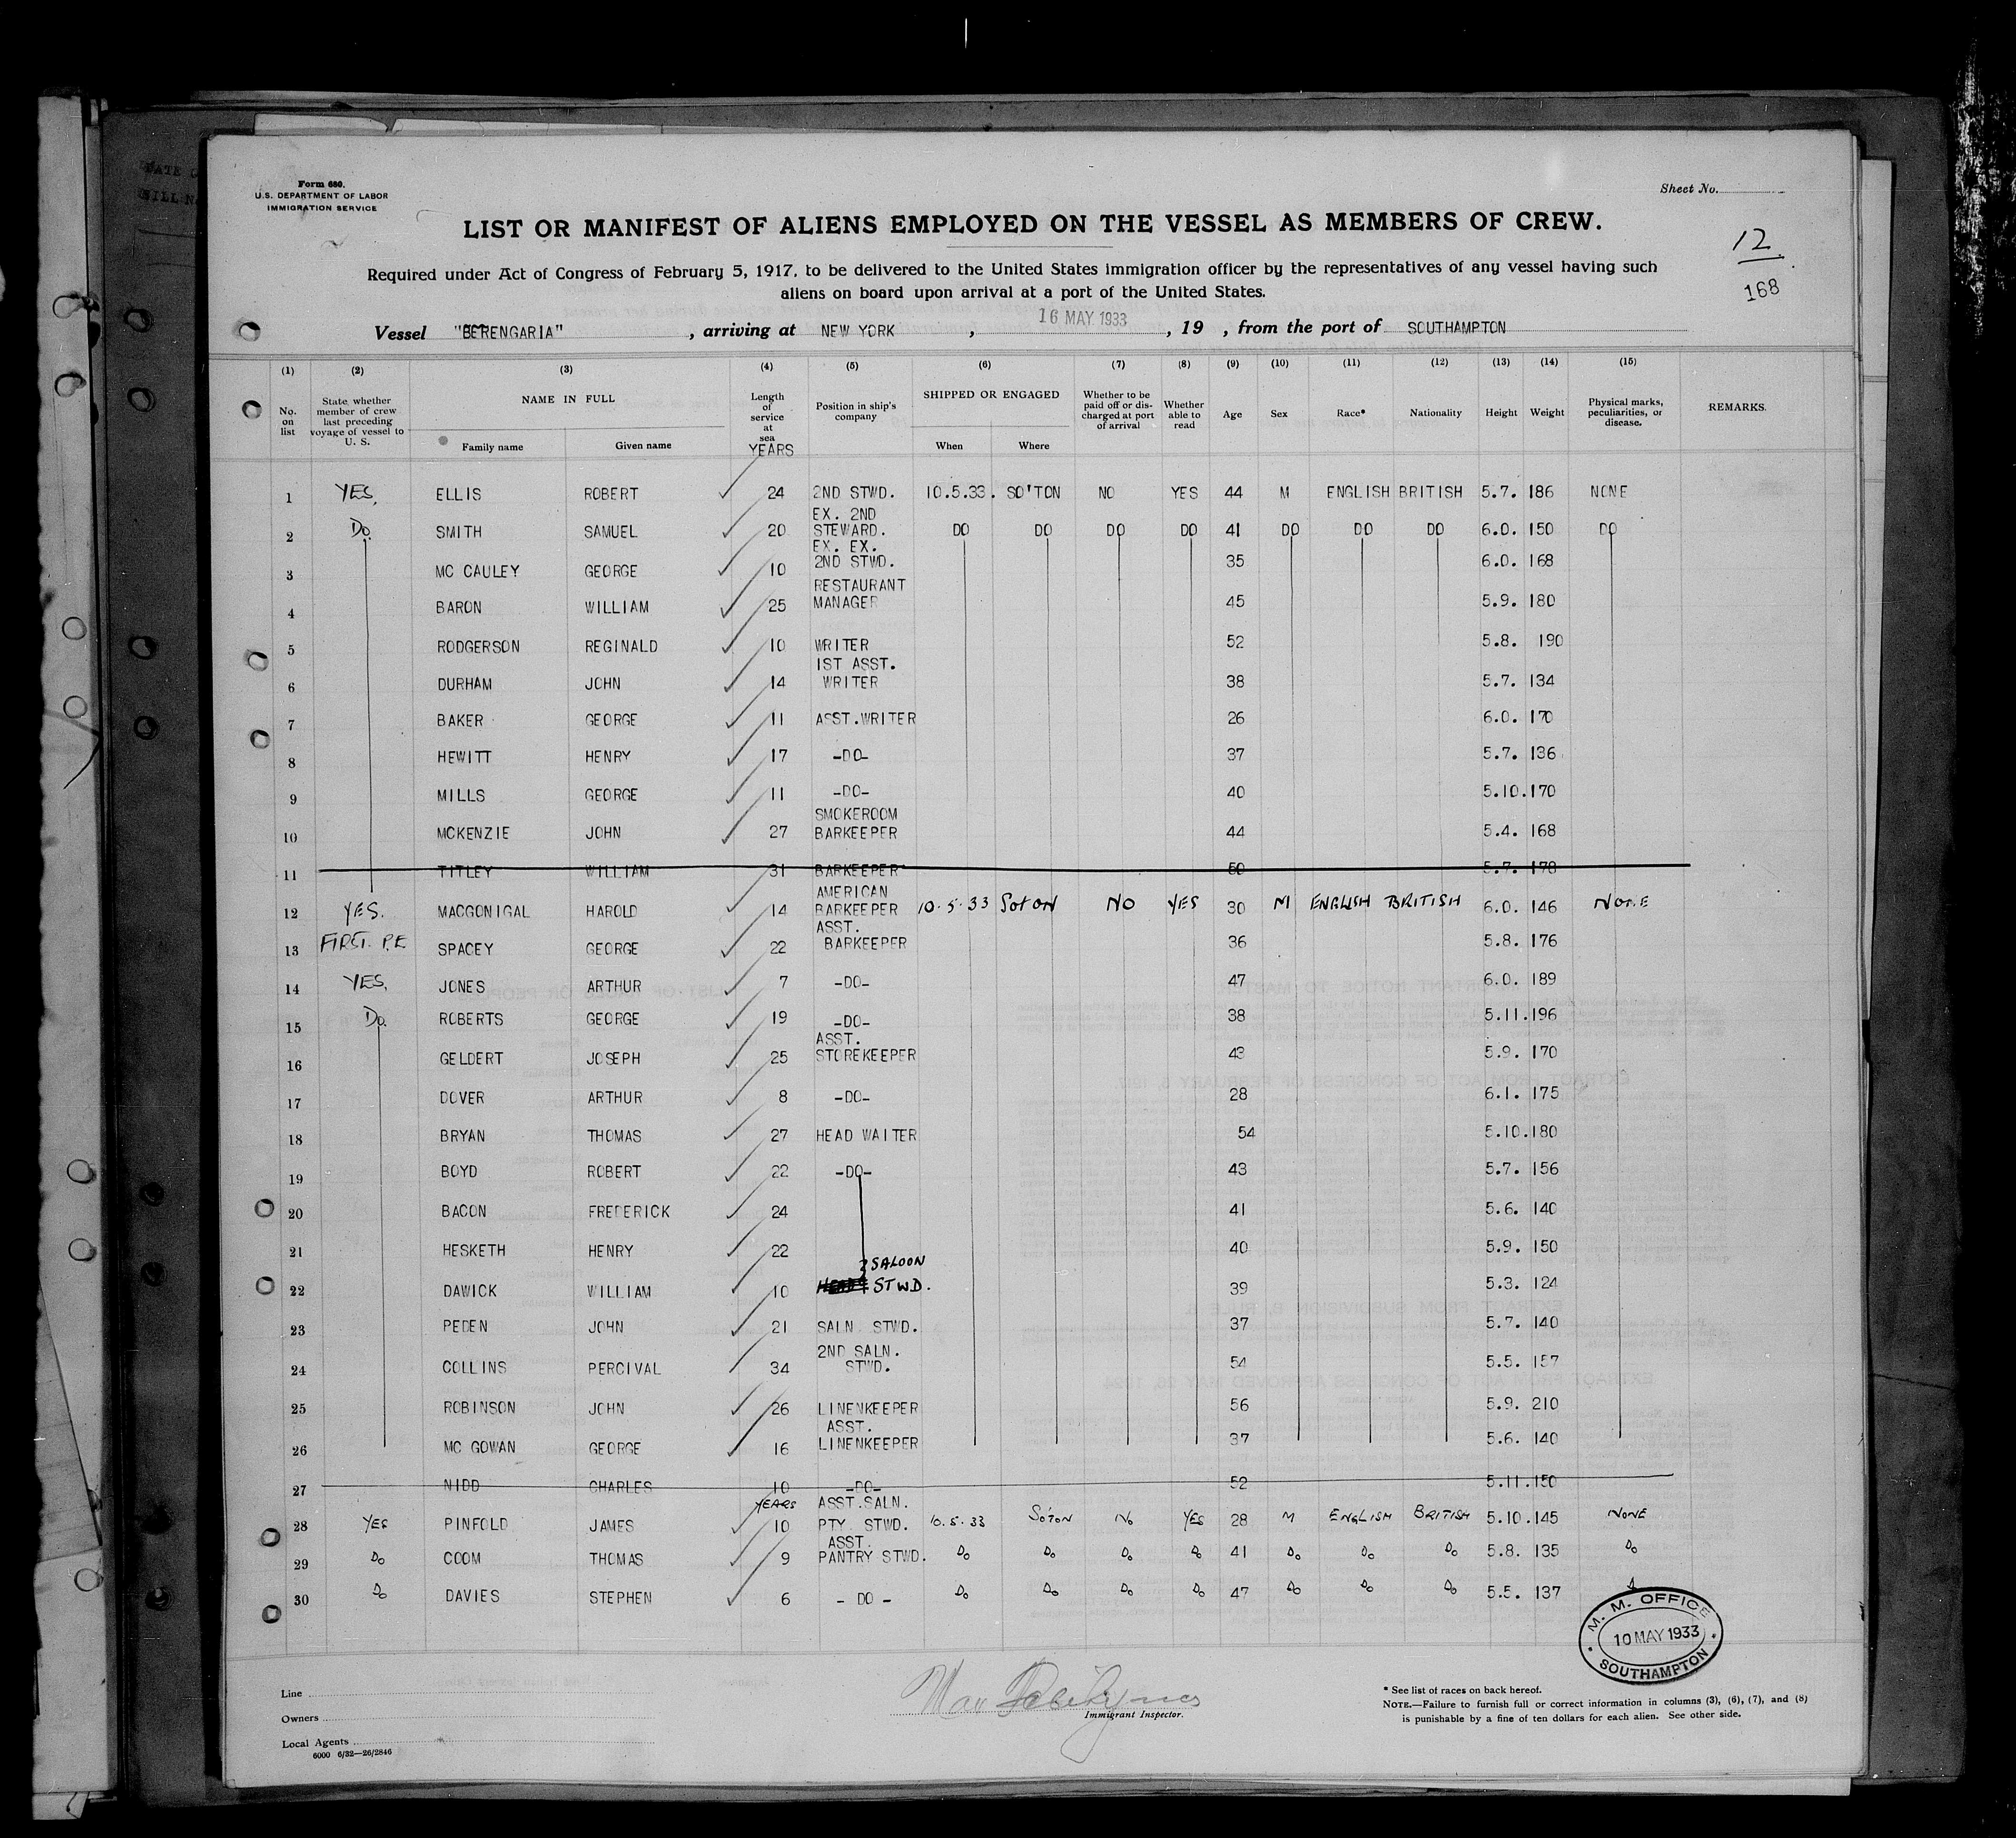 Form 680.
U.S. DEPARTMENT OF LABOR
IMMIGRATION SERVICE
Sheet No.
LIST OR MANIFEST OF ALIENS EMPLOYED ON THE VESSEL AS MEMBERS OF CREW.
12
168
Required under Act of Congress of February 5, 1917, to be delivered to the United States immigration officer by the representatives of any vessel having such
aliens on board upon arrival at a port of the United States.
Vessel "BERENGARIA", arriving at NEW YORK, 16 MAY 1933, 19 , from the port of SOUTHAMPTON
(1) (2) (3) (4) (5) (6) (7) (8) (9) (10) (11) (12) (13) (14) (15)
No. on list State whether member of crew last preceding voyage of vessel to U. S. NAME IN FULL Family name Given name Length of service at sea YEARS Position in ship's company SHIPPED OR ENGAGED When Where Whether to be paid off or discharged at port of arrival Whether able to read Age Sex Race* Nationality Height Weight Physical marks, peculiarities, or disease. REMARKS.
1 YES. ELLIS ROBERT 24 2ND STWD. 10.5.33. SO'TON NO YES 44 M ENGLISH BRITISH 5.7. 186 NONE
2 Do SMITH SAMUEL 20 EX. 2ND STEWARD. DO DO DO DO 41 DO DO DO 6.0. 150 DO
3 MC CAULEY GEORGE 10 EX. EX. 2ND STWD. 35 6.0. 168
4 BARON WILLIAM 25 RESTAURANT MANAGER 45 5.9. 180
5 RODGERSON REGINALD 10 WRITER 52 5.8. 190
6 DURHAM JOHN 14 1ST ASST. WRITER 38 5.7. 134
7 BAKER GEORGE 11 ASST.WRITER 26 6.0. 170
8 HEWITT HENRY 17 -DO- 37 5.7. 136
9 MILLS GEORGE 11 -DO- 40 5.10.170
10 MCKENZIE JOHN 27 SMOKEROOM BARKEEPER 44 5.4. 168
11 TITLEY WILLIAM 31 BARKEEPER 50 5.7. 178
12 YES. MACGONIGAL HAROLD 14 AMERICAN BARKEEPER 10.5.33 SOTON NO YES 30 M ENGLISH BRITISH 6.0. 146 NONE
13 FIRST. P.E SPACEY GEORGE 22 ASST. BARKEEPER 36 5.8. 176
14 YES. JONES ARTHUR 7 -DO- 47 6.0. 189
15 Do. ROBERTS GEORGE 19 -DO- 38 5.11.196
16 GELDERT JOSEPH 25 ASST. STOREKEEPER 43 5.9. 170
17 DOVER ARTHUR 8 -DO- 28 6.1. 175
18 BRYAN THOMAS 27 HEAD WAITER 54 5.10.180
19 BOYD ROBERT 22 -DO- 43 5.7. 156
20 BACON FREDERICK 24 41 5.6. 140
21 HESKETH HENRY 22 40 5.9. 150
22 DAWICK WILLIAM 10 SALOON STWD. 39 5.3. 124
23 PEDEN JOHN 21 SALN. STWD. 37 5.7. 140
24 COLLINS PERCIVAL 34 2ND SALN. STWD. 54 5.5. 157
25 ROBINSON JOHN 26 LINENKEEPER 56 5.9. 210
26 MC GOWAN GEORGE 16 ASST. LINENKEEPER 37 5.6. 140
27 NIDD CHARLES 10 -DO- 52 5.11.150
28 YES PINFOLD JAMES YEARS 10 ASST.SALN. PTY. STWD. 10.5.33 SO'TON No YES 28 M ENGLISH BRITISH 5.10.145 NONE
29 Do COOM THOMAS 9 ASST. PANTRY STWD. Do Do Do Do 41 Do Do Do 5.8. 135 Do
30 Do DAVIES STEPHEN 6 - DO - Do Do Do Do 47 Do Do Do 5.5. 137 Do
M. M. OFFICE
10 MAY 1933
SOUTHAMPTON
Line
Owners
Local Agents
6000 6/32—26/2846
Immigrant Inspector.
* See list of races on back hereof.
NOTE.—Failure to furnish full or correct information in columns (3), (6), (7), and (8)
is punishable by a fine of ten dollars for each alien. See other side.